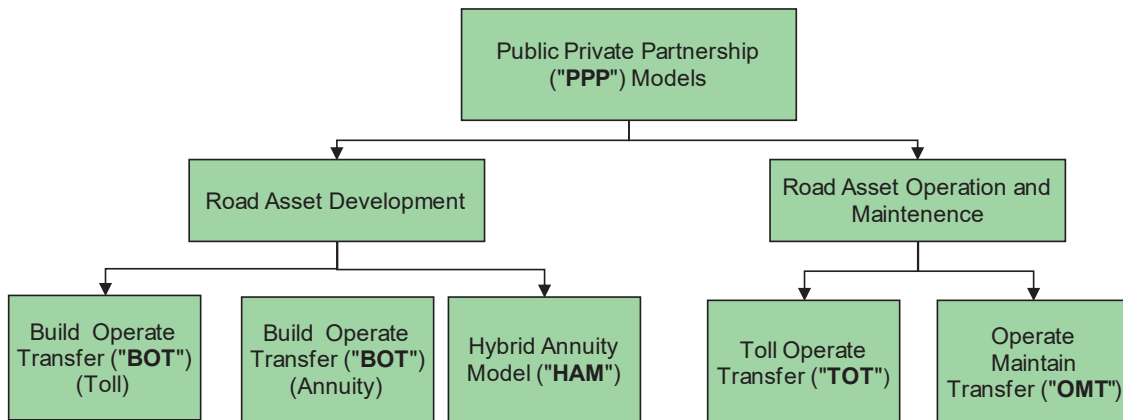 Public Private Partnership
("PPP") Models
Road Asset Development
Road Asset Operation and
Maintenence
Build Operate
Transfer ("BOT")
(Toll)
Build Operate
Transfer ("BOT")
(Annuity)
Hybrid Annuity
Model ("HAM")
Toll Operate
Transfer ("TOT")
Operate
Maintain
Transfer ("OMT")